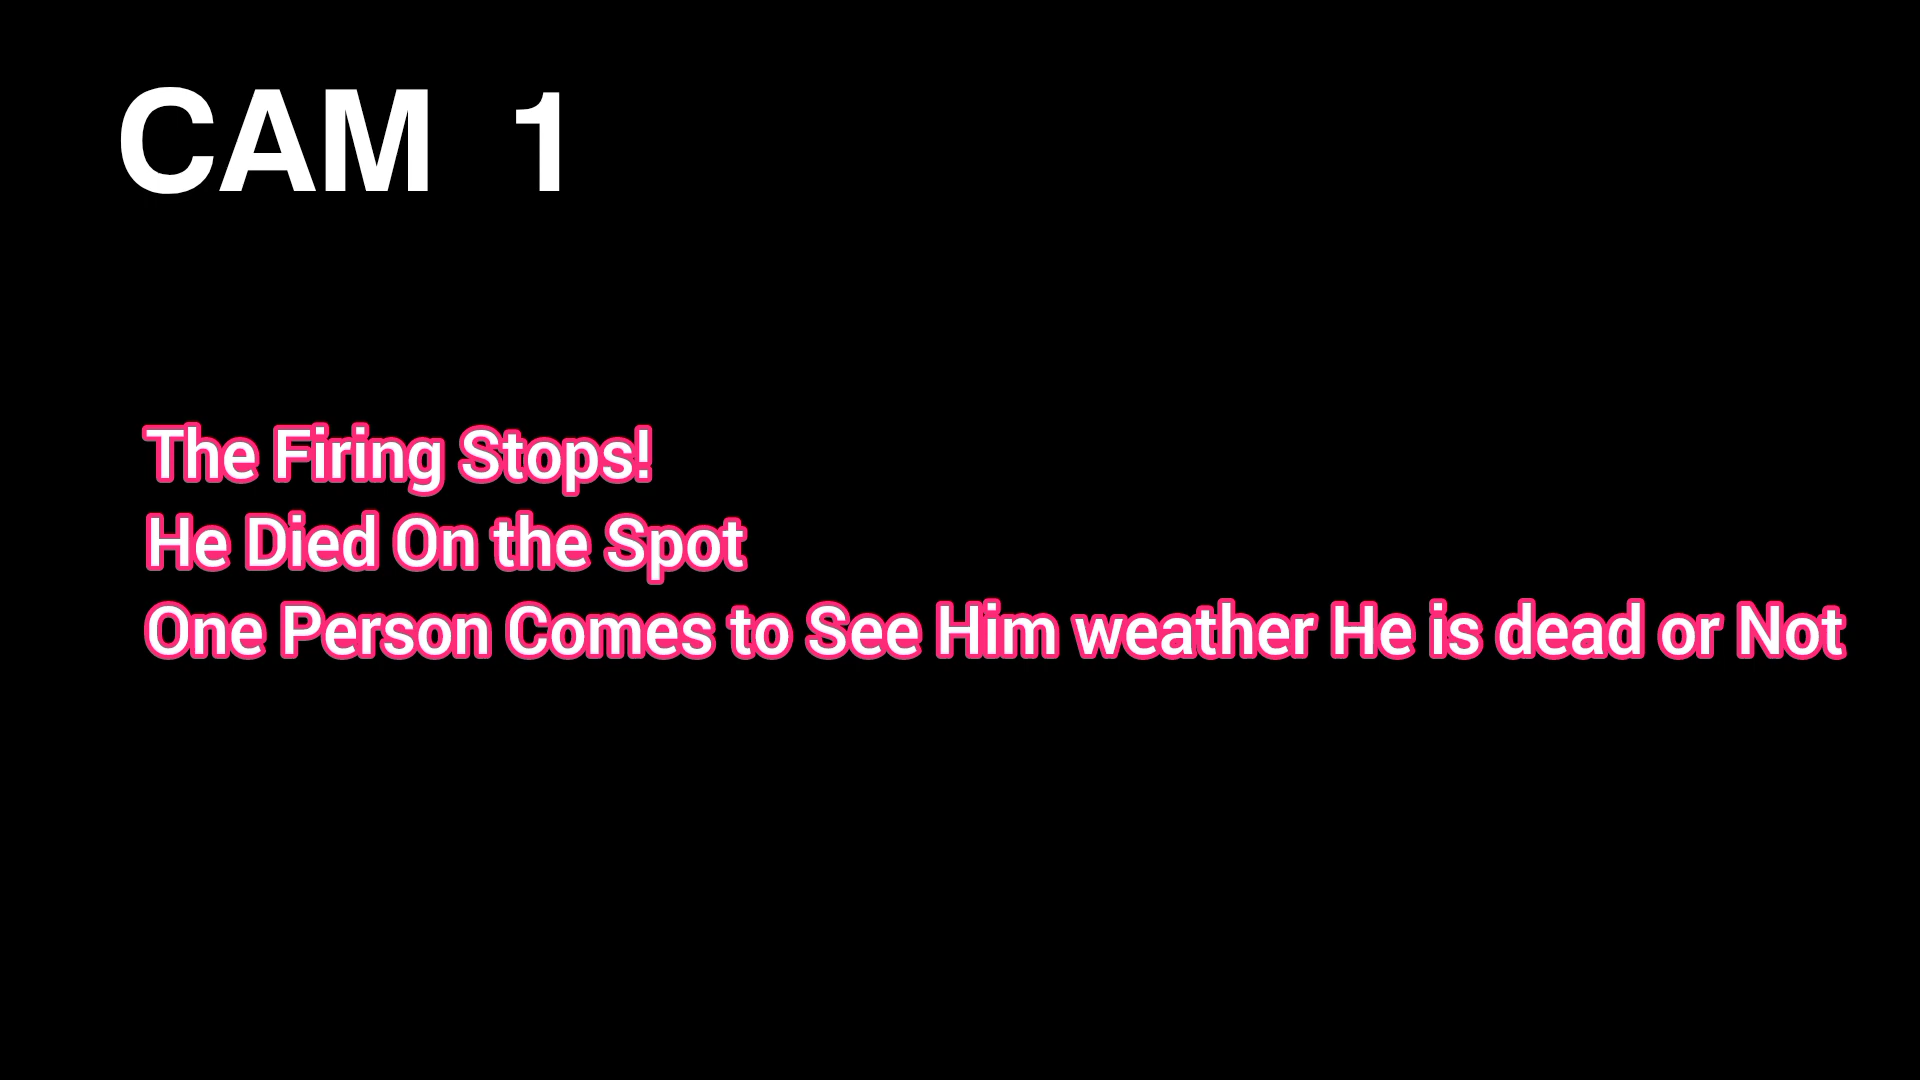 CAM 1
The Firing Stops!
He Died On the Spot
One Person Comes to See Him weather He is dead or Not